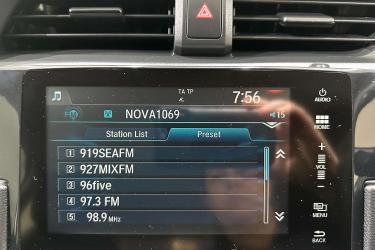 TA TP
7:56
AUDIO
FM
NOVA1069
15
HOME
Station List
Preset
1 919SEAFM
2 927MIXFM
3 96five
4 97.3 FM
5 98.9 MHz
+
VOL
−
MENU
BACK